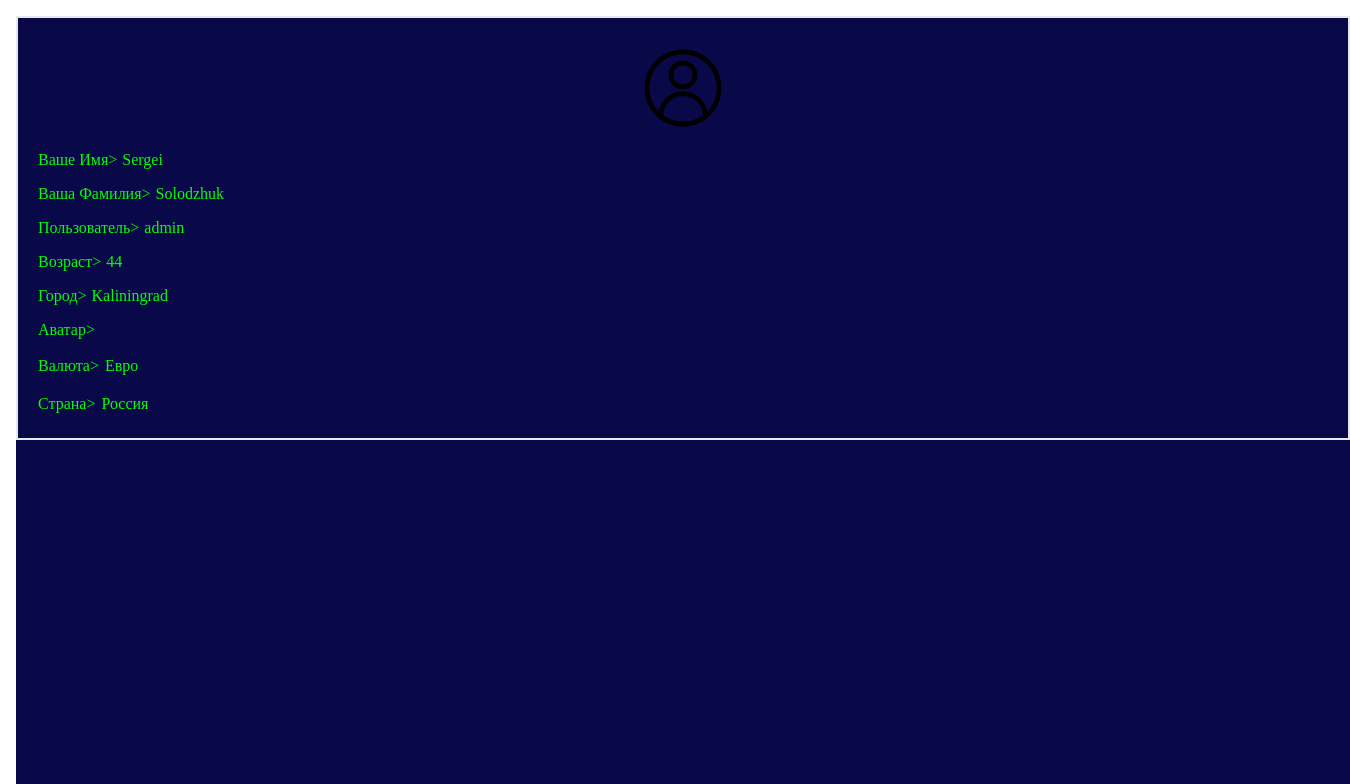 Ваше Имя> Sergei
Ваша Фамилия> Solodzhuk
Пользователь> admin
Возраст> 44
Город> Kaliningrad
Аватар>
Валюта> Евро
Страна> Россия